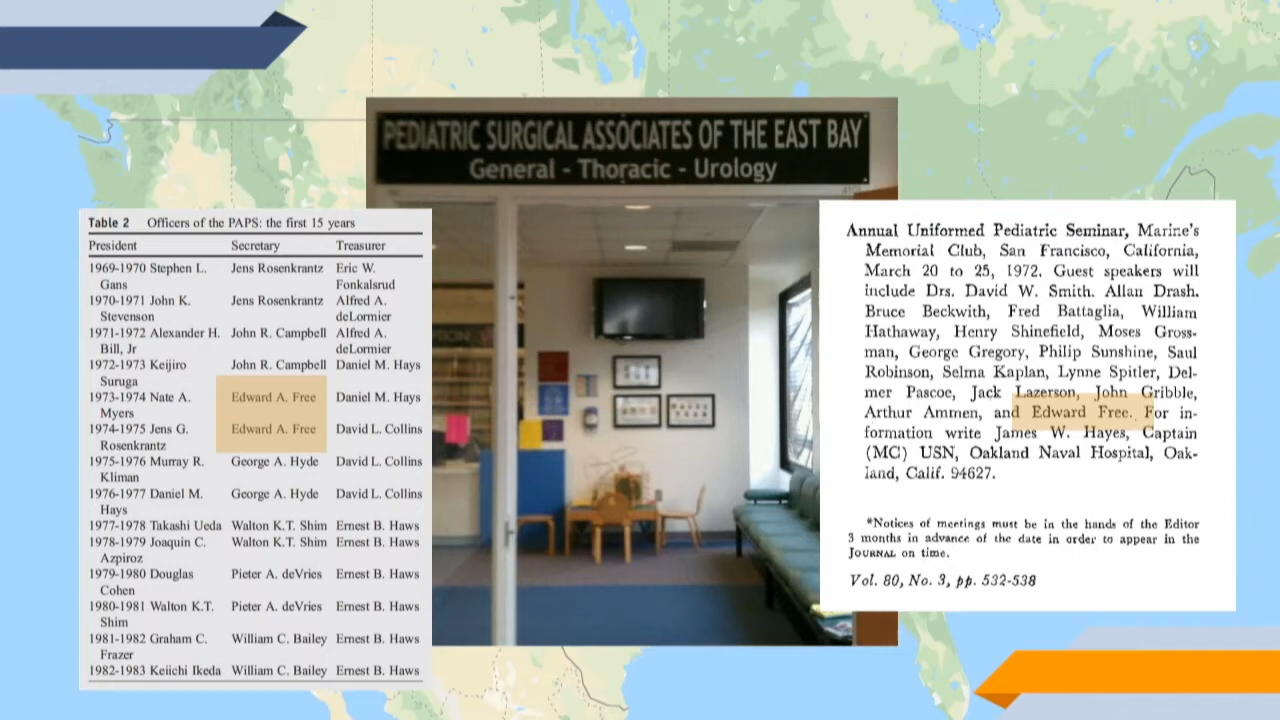 PEDIATRIC SURGICAL ASSOCIATES OF THE EAST BAY
General - Thoracic - Urology
Table 2 Officers of the PAPS: the first 15 years
President Secretary Treasurer
1969-1970 Stephen L. Jens Rosenkrantz Eric W.
Gans Fonkalsrud
1970-1971 John K. Jens Rosenkrantz Alfred A.
Stevenson deLormier
1971-1972 Alexander H. John R. Campbell Alfred A.
Bill, Jr deLormier
1972-1973 Keijiro John R. Campbell Daniel M. Hays
Suruga
1973-1974 Nate A. Edward A. Free Daniel M. Hays
Myers
1974-1975 Jens G. Edward A. Free David L. Collins
Rosenkrantz
1975-1976 Murray R. George A. Hyde David L. Collins
Kliman
1976-1977 Daniel M. George A. Hyde David L. Collins
Hays
1977-1978 Takashi Ueda Walton K.T. Shim Ernest B. Haws
1978-1979 Joaquin C. Walton K.T. Shim Ernest B. Haws
Azpiroz
1979-1980 Douglas Pieter A. deVries Ernest B. Haws
Cohen
1980-1981 Walton K.T. Pieter A. deVries Ernest B. Haws
Shim
1981-1982 Graham C. William C. Bailey Ernest B. Haws
Frazer
1982-1983 Keiichi Ikeda William C. Bailey Ernest B. Haws
Annual Uniformed Pediatric Seminar, Marine's
Memorial Club, San Francisco, California,
March 20 to 25, 1972. Guest speakers will
include Drs. David W. Smith. Allan Drash.
Bruce Beckwith, Fred Battaglia, William
Hathaway, Henry Shinefield, Moses Gross-
man, George Gregory, Philip Sunshine, Saul
Robinson, Selma Kaplan, Lynne Spitler, Del-
mer Pascoe, Jack Lazerson, John Gribble,
Arthur Ammen, and Edward Free. For in-
formation write James W. Hayes, Captain
(MC) USN, Oakland Naval Hospital, Oak-
land, Calif. 94627.
*Notices of meetings must be in the hands of the Editor
3 months in advance of the date in order to appear in the
JOURNAL on time.
Vol. 80, No. 3, pp. 532-538